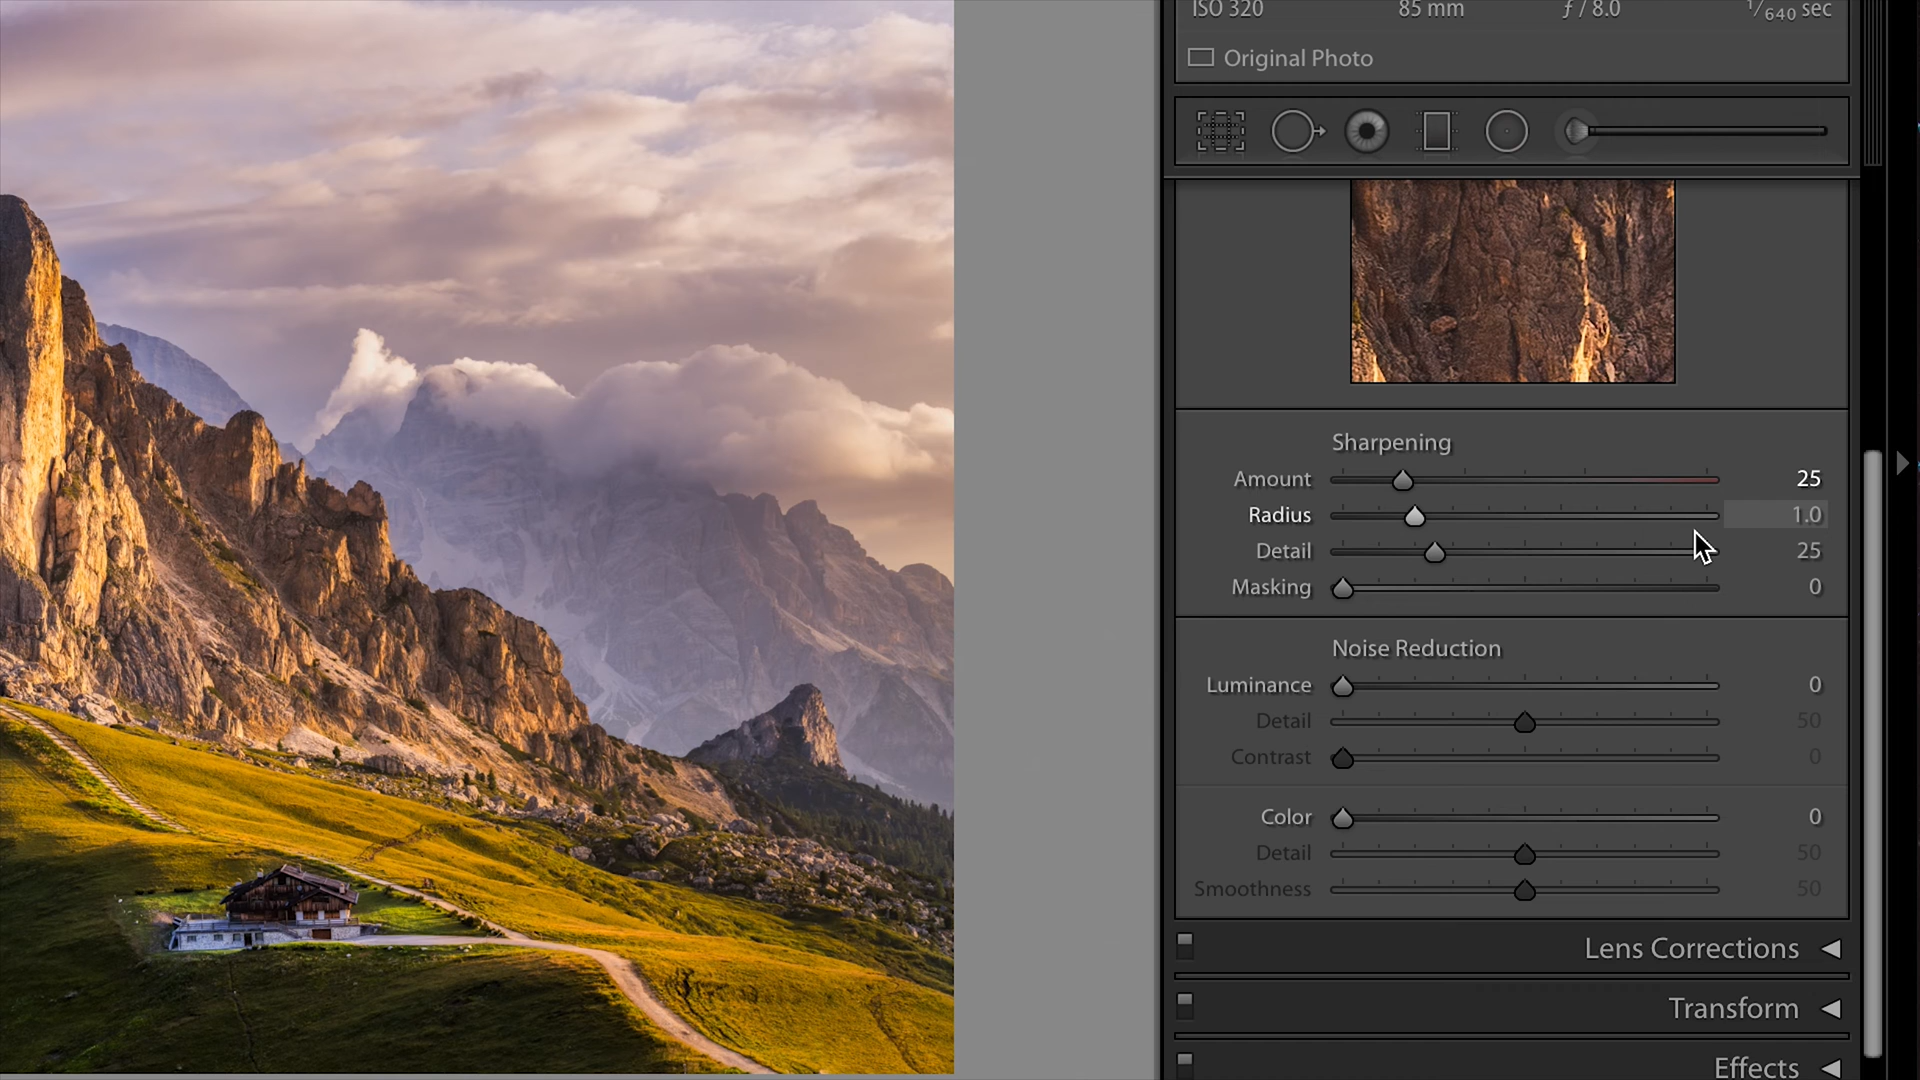 ISO 320 85 mm ƒ / 8.0 1/640 sec
Original Photo
Sharpening
Amount 25
Radius 1.0
Detail 25
Masking 0
Noise Reduction
Luminance 0
Detail 50
Contrast 0
Color 0
Detail 50
Smoothness 50
Lens Corrections
Transform
Effects